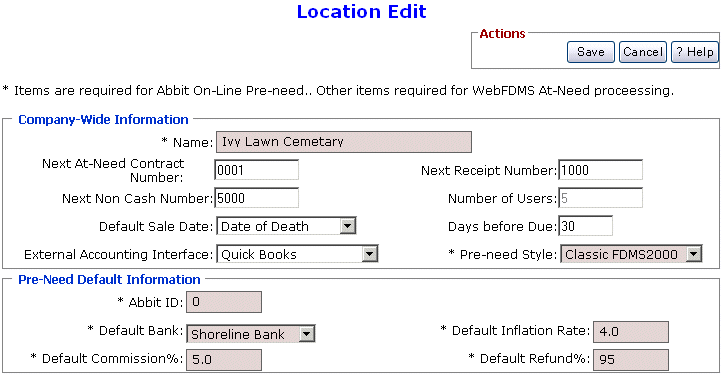 Location Edit
Actions
Save Cancel ? Help
* Items are required for Abbit On-Line Pre-need.. Other items required for WebFDMS At-Need proceessing.
Company-Wide Information
* Name: Ivy Lawn Cemetary
Next At-Need Contract Number: 0001 Next Receipt Number: 1000
Next Non Cash Number: 5000 Number of Users: 5
Default Sale Date: Date of Death Days before Due: 30
External Accounting Interface: Quick Books * Pre-need Style: Classic FDMS2000
Pre-Need Default Information
* Abbit ID: 0
* Default Bank: Shoreline Bank * Default Inflation Rate: 4.0
* Default Commission%: 5.0 * Default Refund%: 95